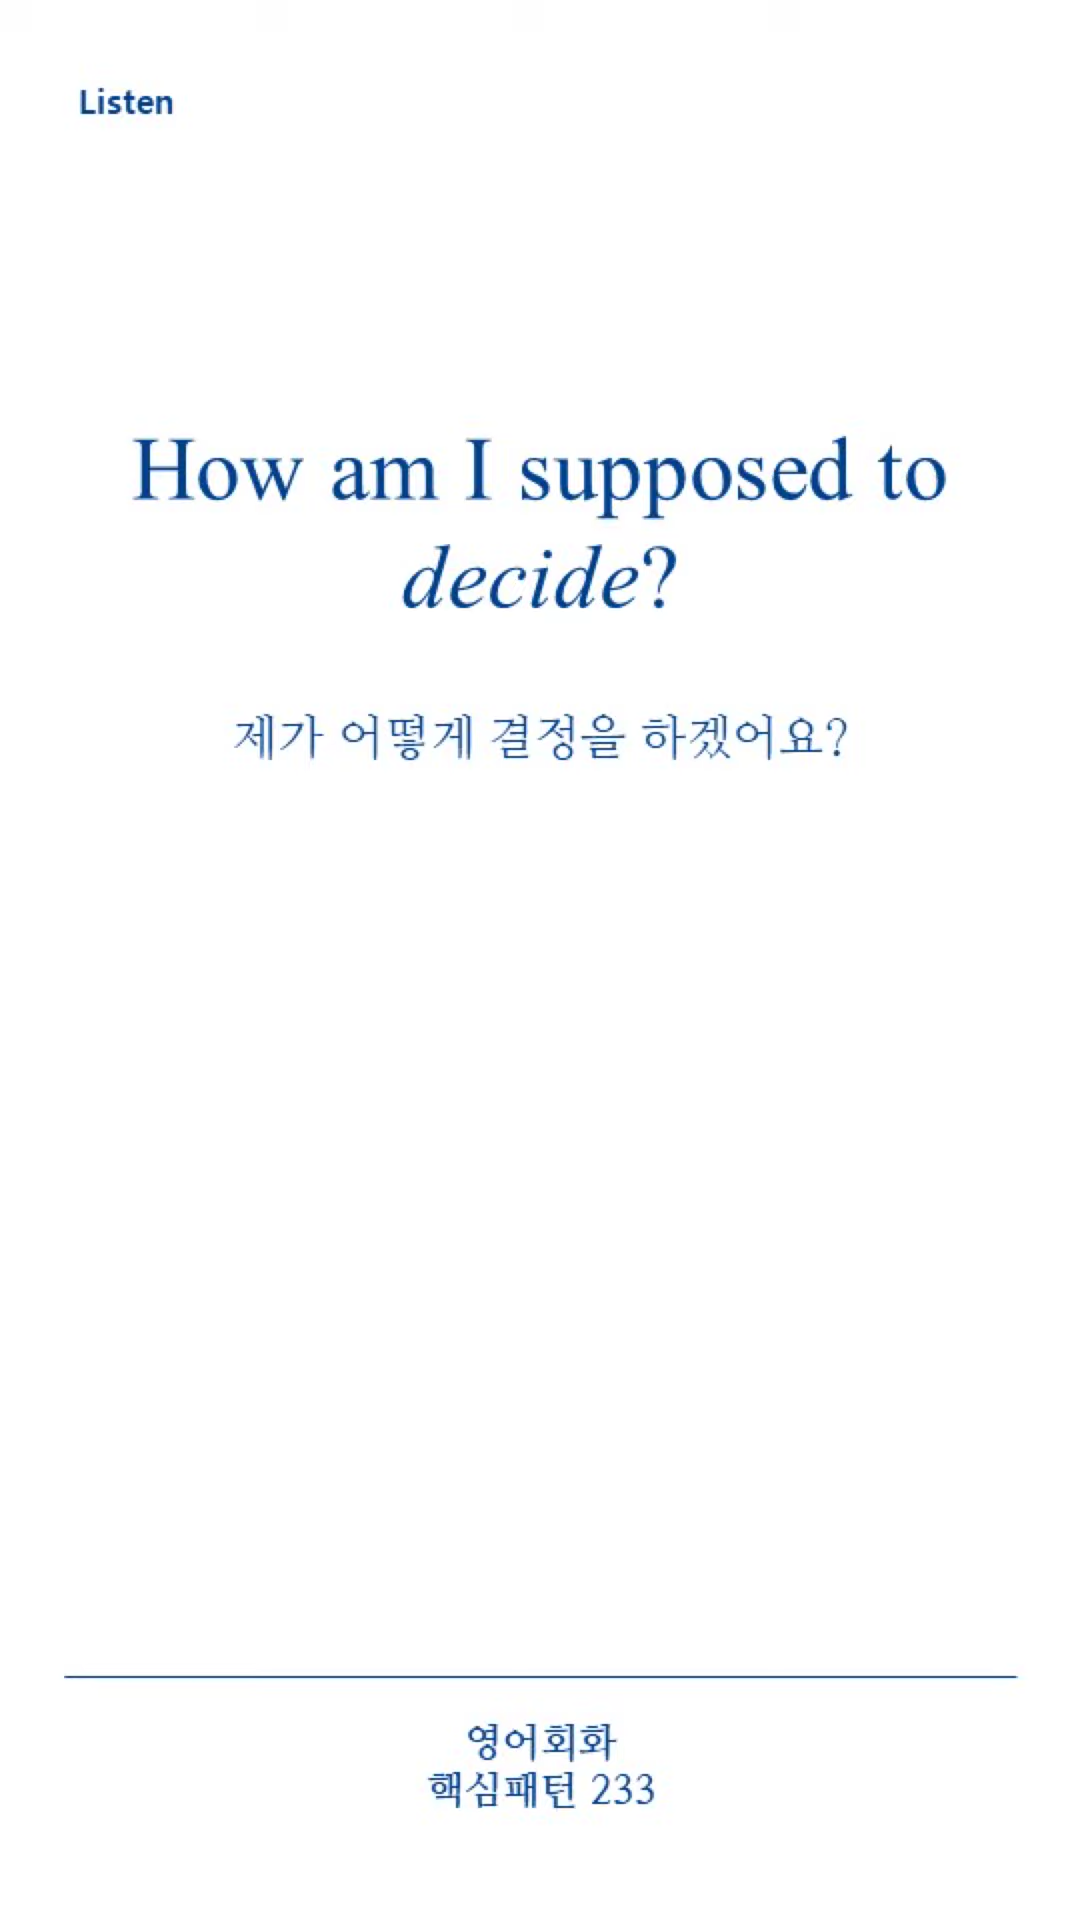 Listen
How am I supposed to
decide?
제가 어떻게 결정을 하겠어요?
영어회화
핵심패턴 233